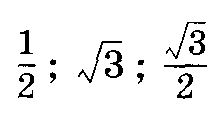 1/2 ; √3 ; √3/2